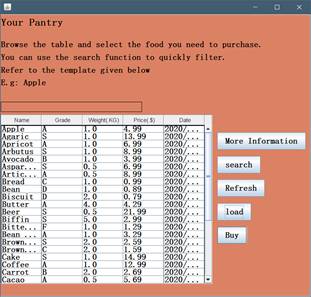 Your Pantry
Browse the table and select the food you need to purchase.
You can use the search function to quickly filter.
Refer to the template given below
E.g: Apple
Name Grade Weight( KG) Price( $) Date
Apple A 1.0 4.99 2020/...
Agaric S 1.0 13.99 2020/...
Apricot A 1.0 6.99 2020/...
Arbutus S 1.0 8.99 2020/...
Avocado B 1.0 3.99 2020/...
Aspar... S 0.5 6.99 2020/...
Artic... A 0.5 8.99 2020/...
Bread C 1.0 0.99 2020/...
Bean D 1.0 0.89 2020/...
Biscuit D 2.0 0.79 2020/...
Butter A 4.0 4.29 2020/...
Beer S 0.5 21.99 2020/...
Biffin S 5.0 2.99 2020/...
Bitte... F 1.0 1.29 2020/...
Bean ... A 1.0 3.29 2020/...
Brown... S 2.0 2.59 2020/...
Brown... C 2.0 1.59 2020/...
Cake S 1.0 14.99 2020/...
Coffee A 1.0 12.99 2020/...
Carrot B 2.0 2.69 2020/...
Cacao A 0.5 5.69 2020/...
More Information
search
Refresh
load
Buy